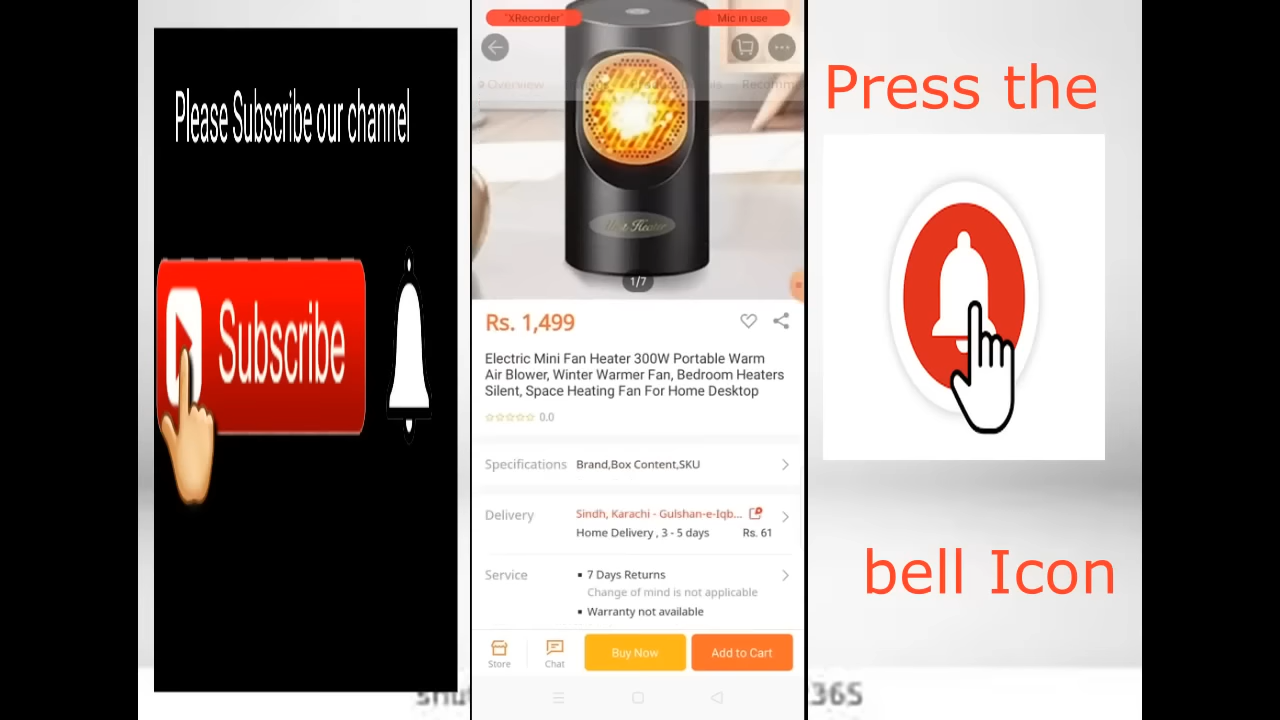 Please Subscribe our channel
Subscribe
"XRecorder"
Mic in use
Overview
1/7
Rs. 1,499
Electric Mini Fan Heater 300W Portable Warm
Air Blower, Winter Warmer Fan, Bedroom Heaters
Silent, Space Heating Fan For Home Desktop
0.0
Specifications Brand,Box Content,SKU
Delivery Sindh, Karachi - Gulshan-e-Iqb...
Home Delivery , 3 - 5 days Rs. 61
Service 7 Days Returns
Change of mind is not applicable
Warranty not available
Store
Chat
Buy Now
Add to Cart
Press the
bell Icon
365